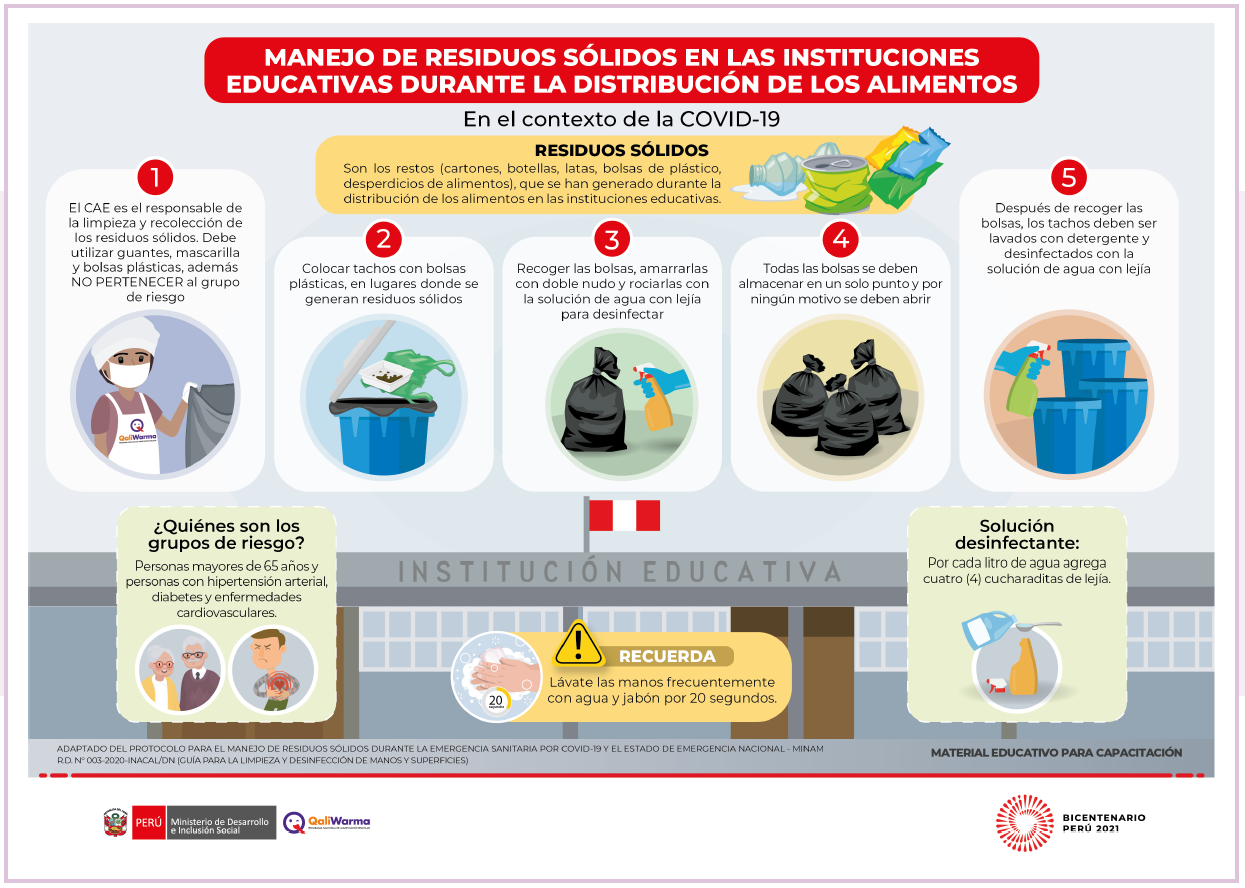 MANEJO DE RESIDUOS SÓLIDOS EN LAS INSTITUCIONES
EDUCATIVAS DURANTE LA DISTRIBUCIÓN DE LOS ALIMENTOS
En el contexto de la COVID-19
RESIDUOS SÓLIDOS
Son los restos (cartones, botellas, latas, bolsas de plástico,
desperdicios de alimentos), que se han generado durante la
distribución de los alimentos en las instituciones educativas.
1
El CAE es el responsable de
la limpieza y recolección de
los residuos sólidos. Debe
utilizar guantes, mascarilla
y bolsas plásticas, además
NO PERTENECER al grupo
de riesgo
QaliWarma
2
Colocar tachos con bolsas
plásticas, en lugares donde se
generan residuos sólidos
3
Recoger las bolsas, amarrarlas
con doble nudo y rociarlas con
la solución de agua con lejía
para desinfectar
4
Todas las bolsas se deben
almacenar en un solo punto y por
ningún motivo se deben abrir
5
Después de recoger las
bolsas, los tachos deben ser
lavados con detergente y
desinfectados con la
solución de agua con lejía
¿Quiénes son los
grupos de riesgo?
Personas mayores de 65 años y
personas con hipertensión arterial,
diabetes y enfermedades
cardiovasculares.
INSTITUCIÓN EDUCATIVA
RECUERDA
Lávate las manos frecuentemente
con agua y jabón por 20 segundos.
20
segundos
Solución
desinfectante:
Por cada litro de agua agrega
cuatro (4) cucharaditas de lejía.
ADAPTADO DEL PROTOCOLO PARA EL MANEJO DE RESIDUOS SÓLIDOS DURANTE LA EMERGENCIA SANITARIA POR COVID-19 Y EL ESTADO DE EMERGENCIA NACIONAL - MINAM
R.D. N° 003-2020-INACAL/DN (GUÍA PARA LA LIMPIEZA Y DESINFECCIÓN DE MANOS Y SUPERFICIES)
MATERIAL EDUCATIVO PARA CAPACITACIÓN
PERÚ
Ministerio de Desarrollo
e Inclusión Social
QaliWarma
BICENTENARIO
PERÚ 2021